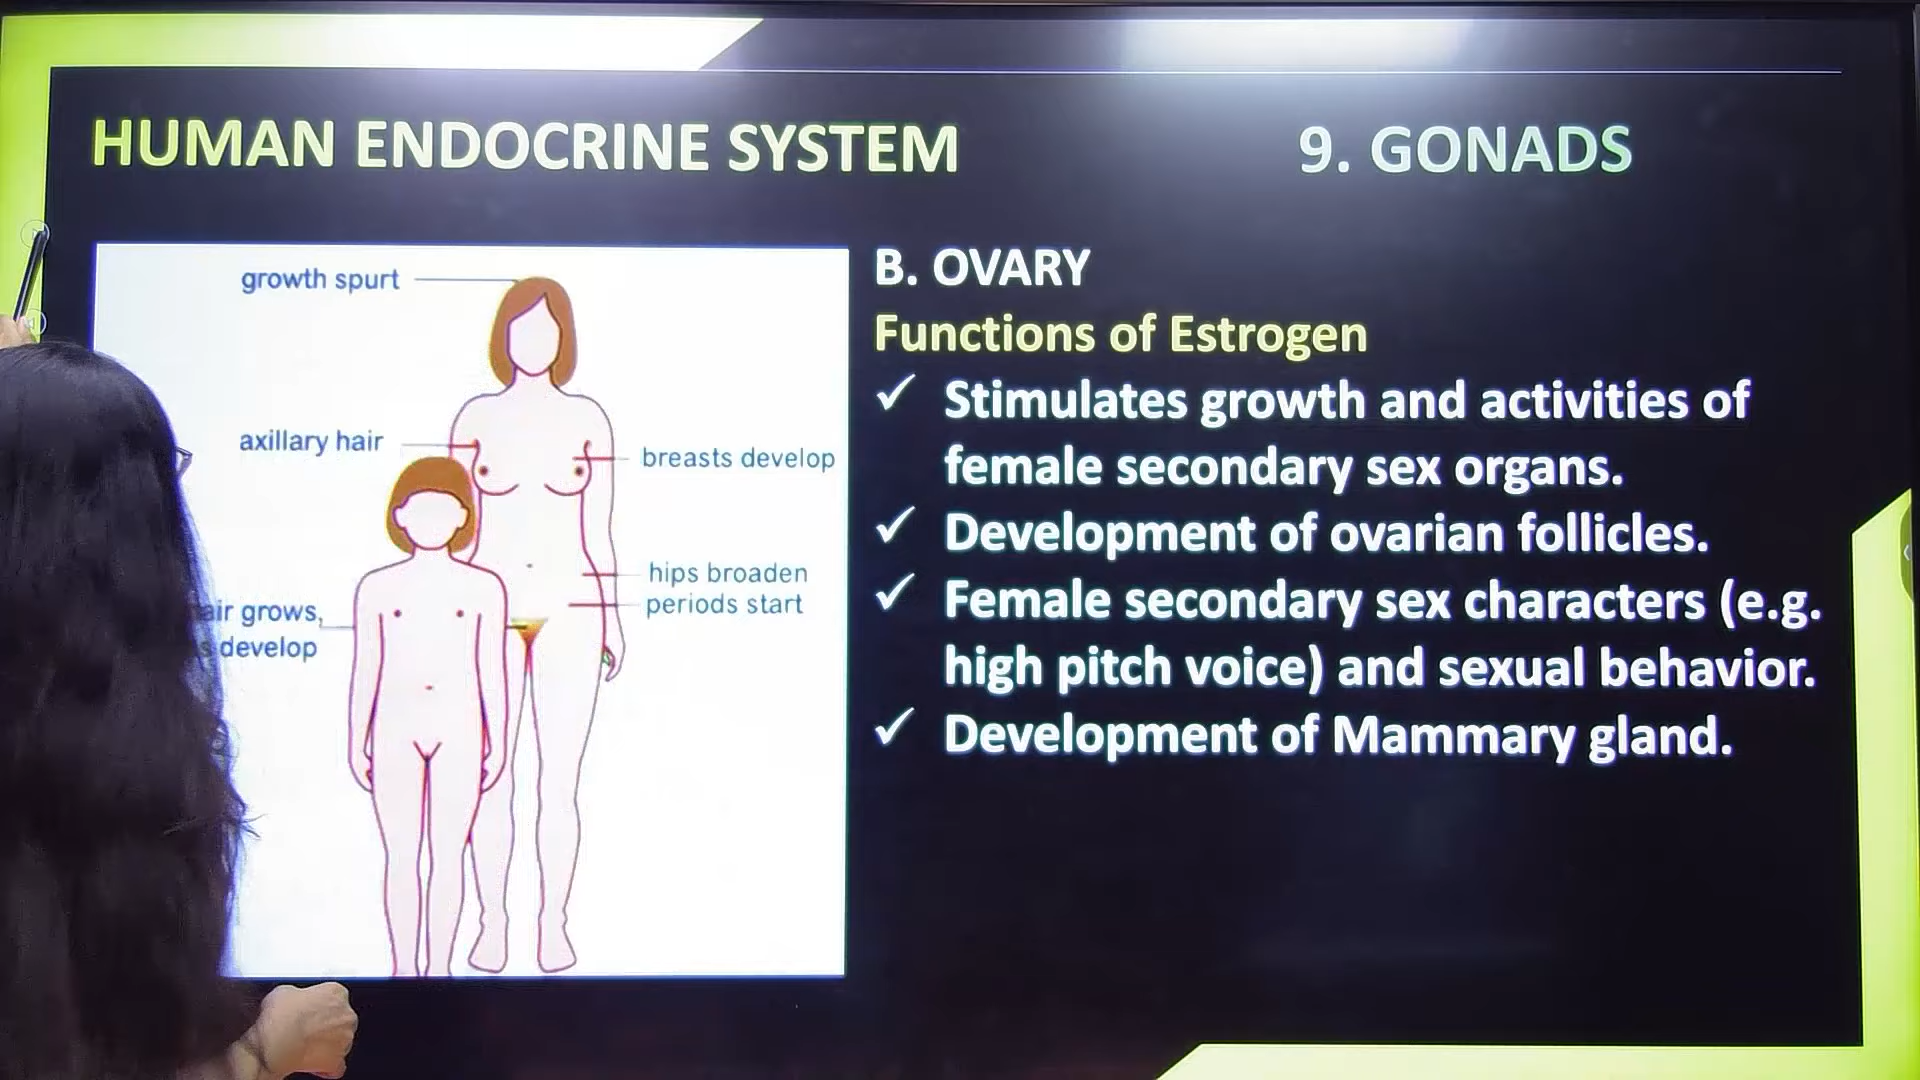 HUMAN ENDOCRINE SYSTEM
9. GONADS
growth spurt
axillary hair
breasts develop
hips broaden
periods start
grows,
develop
B. OVARY
Functions of Estrogen
✓ Stimulates growth and activities of
female secondary sex organs.
✓ Development of ovarian follicles.
✓ Female secondary sex characters (e.g.
high pitch voice) and sexual behavior.
✓ Development of Mammary gland.